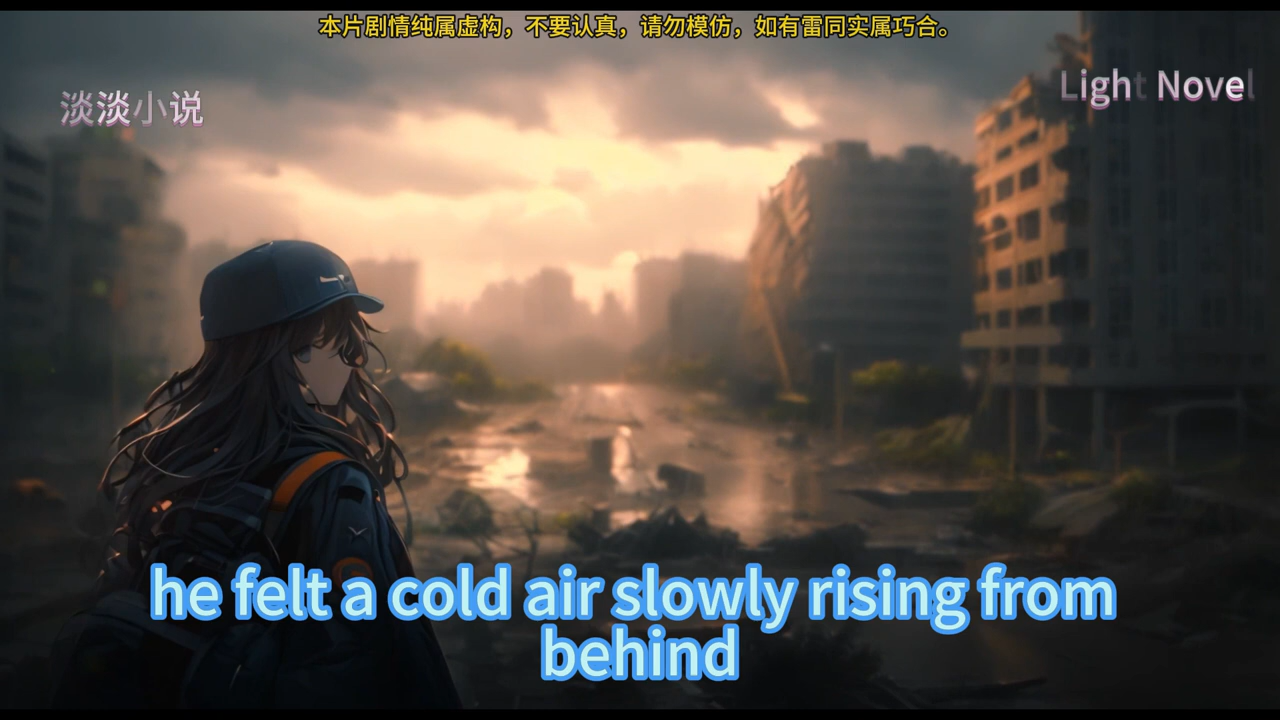 本片剧情纯属虚构，不要认真，请勿模仿，如有雷同实属巧合。
淡淡小说
Light Novel
he felt a cold air slowly rising from
behind